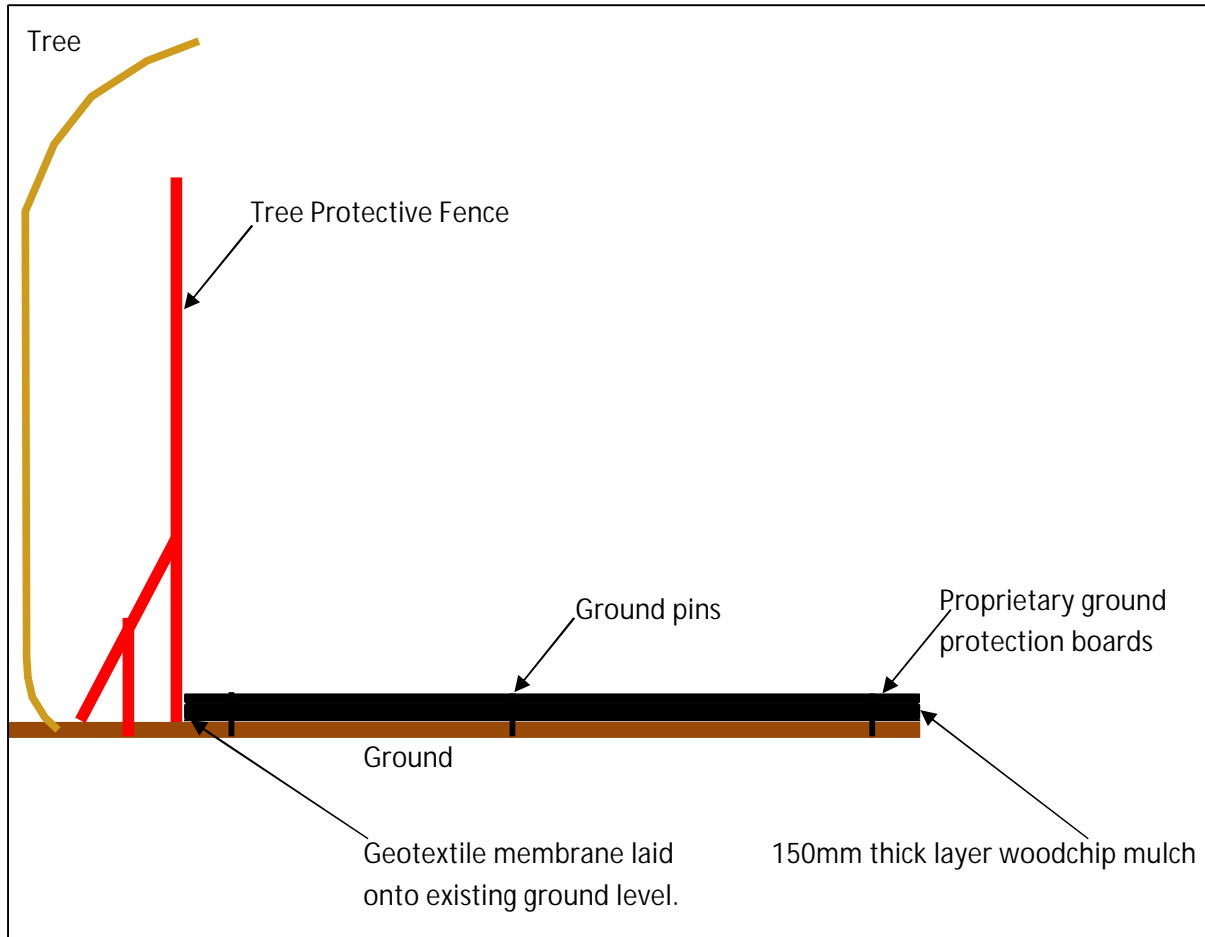 Tree
Tree Protective Fence
Ground pins
Proprietary ground
protection boards
Ground
Geotextile membrane laid
onto existing ground level.
150mm thick layer woodchip mulch